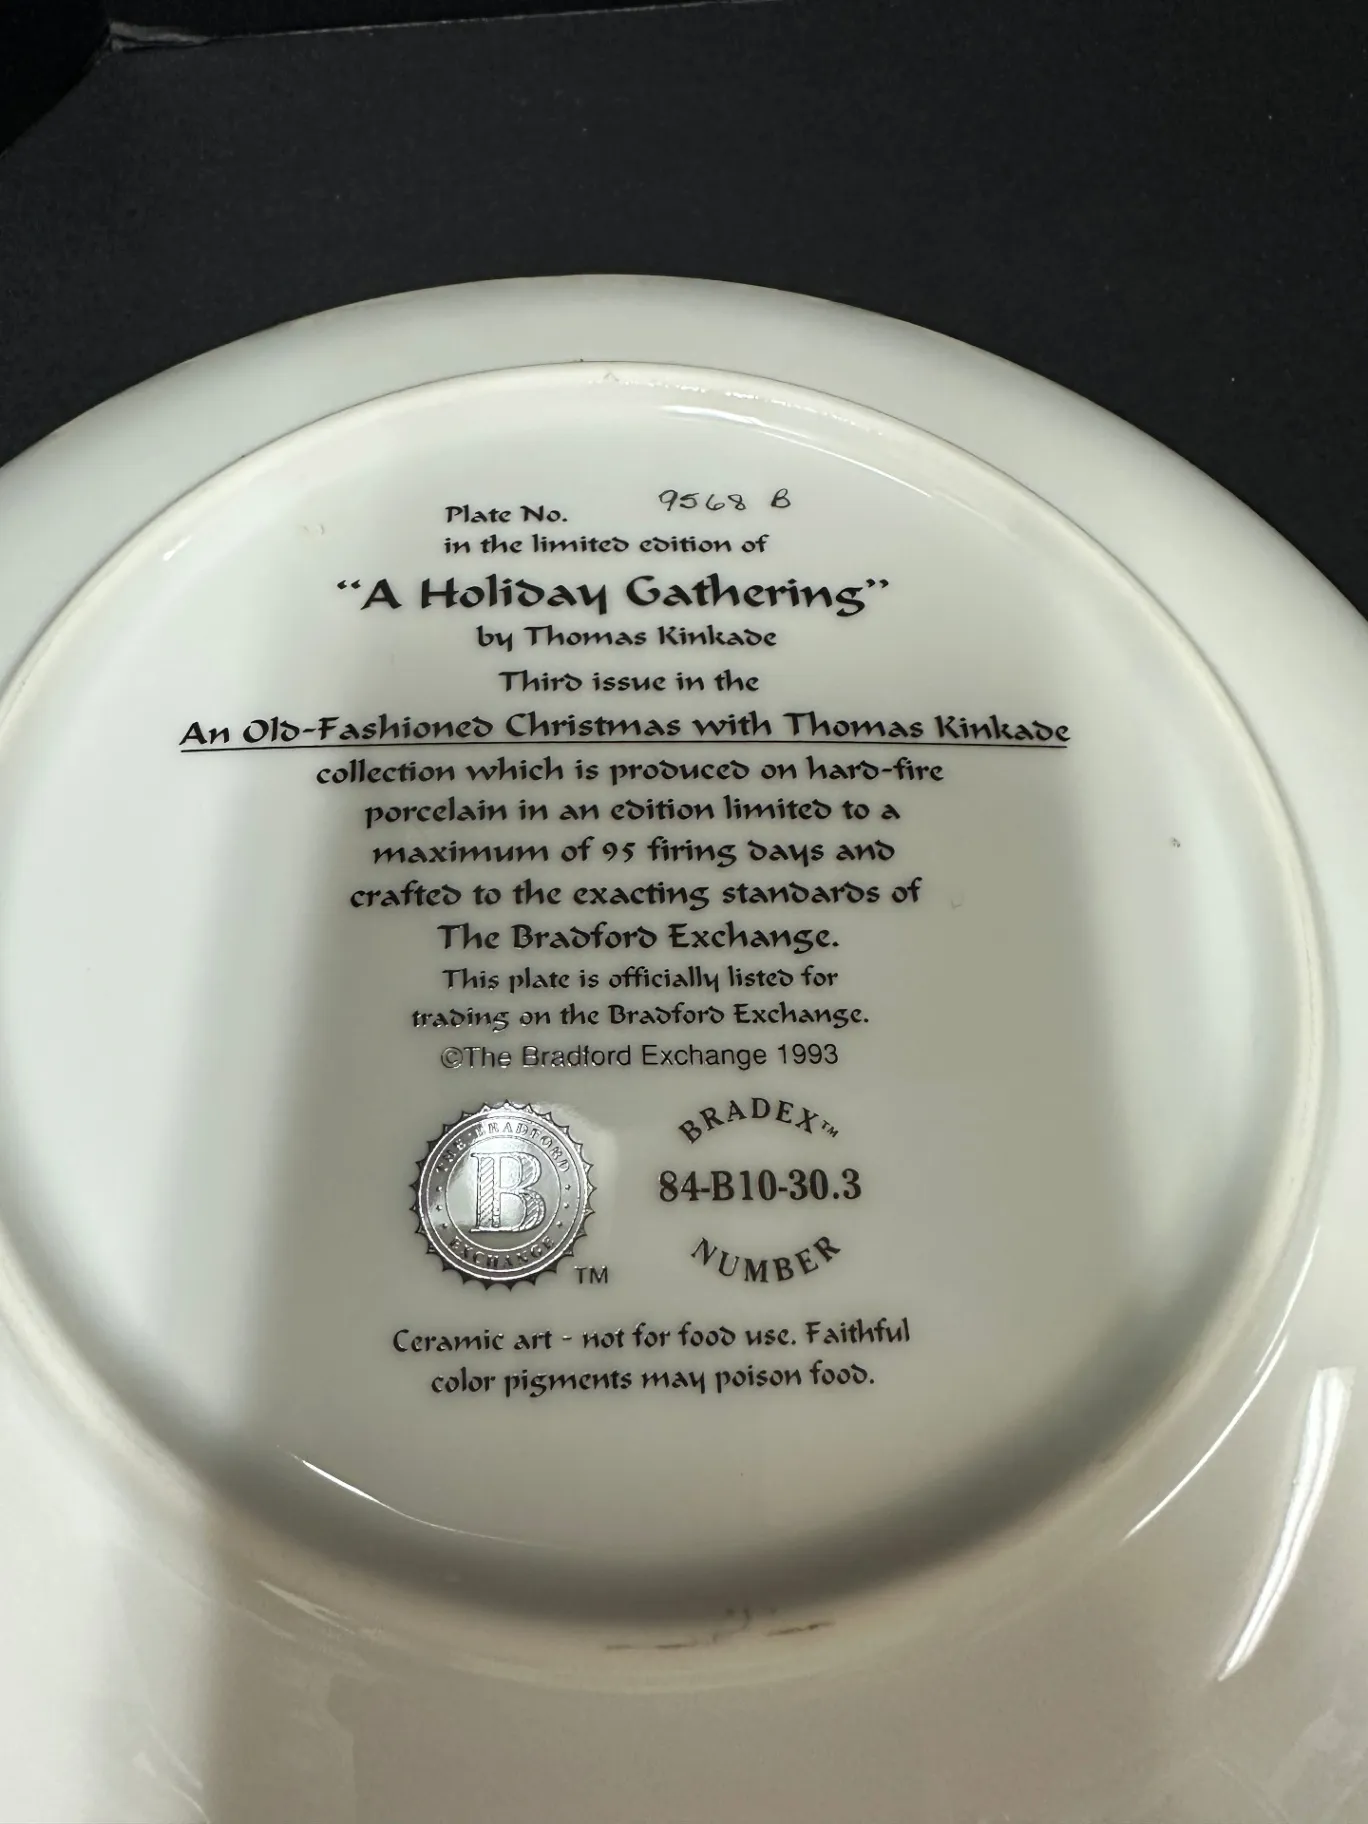 Plate No. 9568 B
in the limited edition of
“A Holiday Gathering”
by Thomas Kinkade
Third issue in the
An Old-Fashioned Christmas with Thomas Kinkade
collection which is produced on hard-fire
porcelain in an edition limited to a
maximum of 95 firing days and
crafted to the exacting standards of
The Bradford Exchange.
This plate is officially listed for
trading on the Bradford Exchange.
©The Bradford Exchange 1993
THE BRADFORD
B
EXCHANGE
TM
BRADEX™
84-B10-30.3
NUMBER
Ceramic art - not for food use. Faithful
color pigments may poison food.